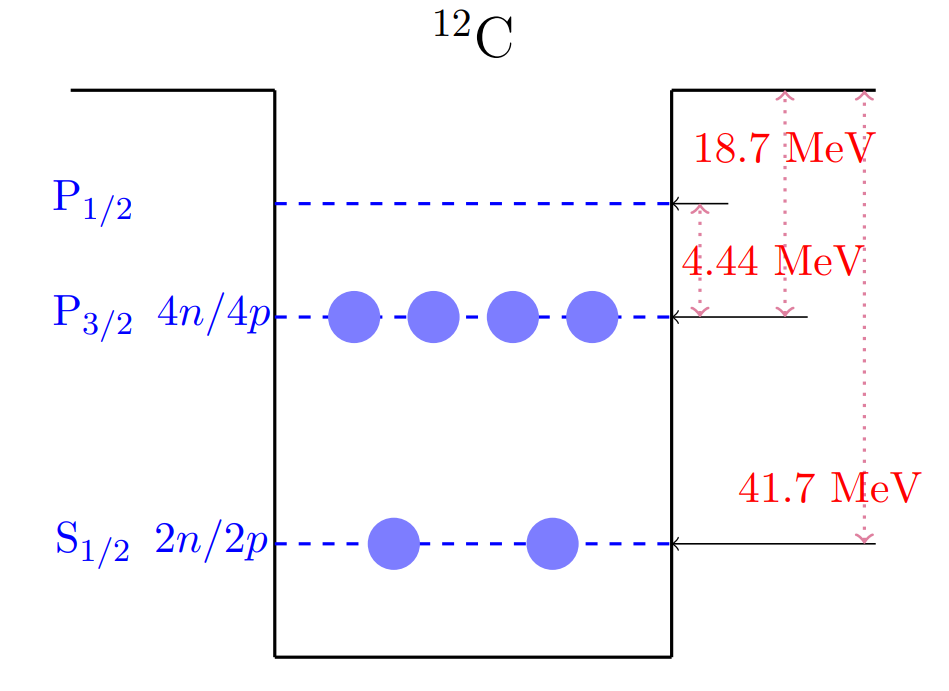 ¹²C
18.7 MeV
P₁/₂
4.44 MeV
P₃/₂ 4n/4p
41.7 MeV
S₁/₂ 2n/2p